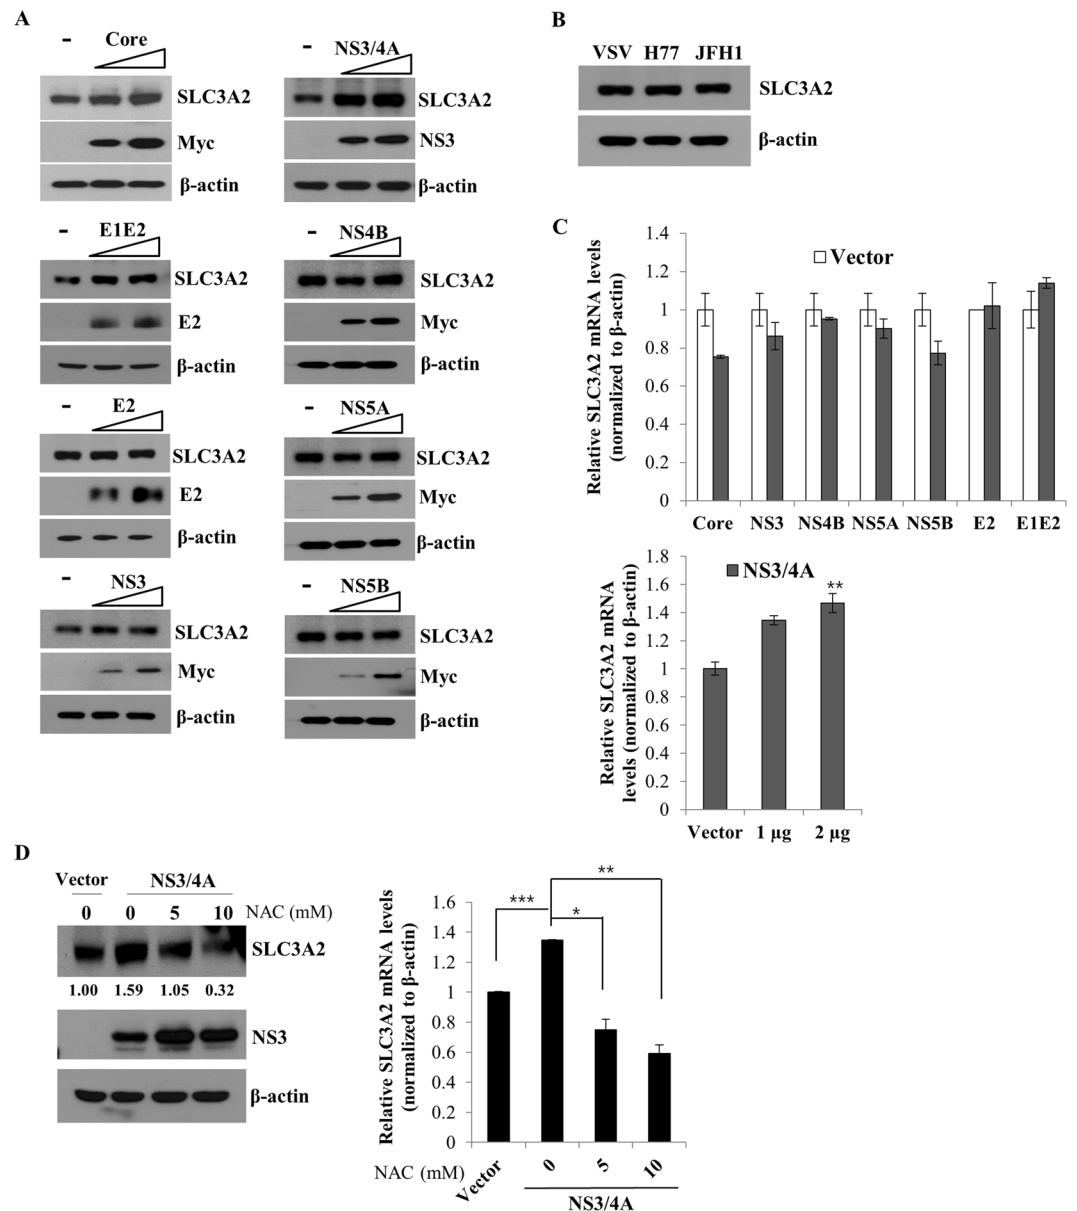 A
- Core
SLC3A2
Myc
β-actin
- NS3/4A
SLC3A2
NS3
β-actin
- E1E2
SLC3A2
E2
β-actin
- NS4B
SLC3A2
Myc
β-actin
- E2
SLC3A2
E2
β-actin
- NS5A
SLC3A2
Myc
β-actin
- NS3
SLC3A2
Myc
β-actin
- NS5B
SLC3A2
Myc
β-actin
B
VSV H77 JFH1
SLC3A2
β-actin
C
Relative SLC3A2 mRNA levels
(normalized to β-actin)
1.4
1.2
1
0.8
0.6
0.4
0.2
0
Vector
Core NS3 NS4B NS5A NS5B E2 E1E2
Relative SLC3A2 mRNA
levels (normalized to β-actin)
1.8
1.6
1.4
1.2
1
0.8
0.6
0.4
0.2
0
NS3/4A
**
Vector 1 µg 2 µg
D
Vector NS3/4A
0 0 5 10 NAC (mM)
SLC3A2
1.00 1.59 1.05 0.32
NS3
β-actin
Relative SLC3A2 mRNA levels
(normalized to β-actin)
1.6
1.4
1.2
1
0.8
0.6
0.4
0.2
0
***
*
**
NAC (mM) Vector 0 5 10
NS3/4A